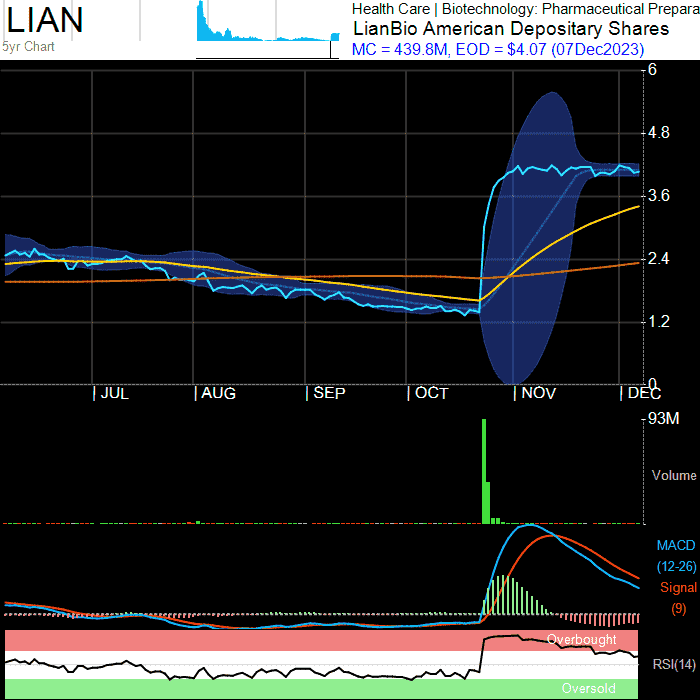 LIAN
Health Care | Biotechnology: Pharmaceutical Prepara
LianBio American Depositary Shares
5yr Chart
MC = 439.8M, EOD = $4.07 (07Dec2023)
6
4.8
3.6
2.4
1.2
0
JUL AUG SEP OCT NOV DEC
93M
Volume
MACD
(12-26)
Signal
(9)
Overbought
RSI(14)
Oversold